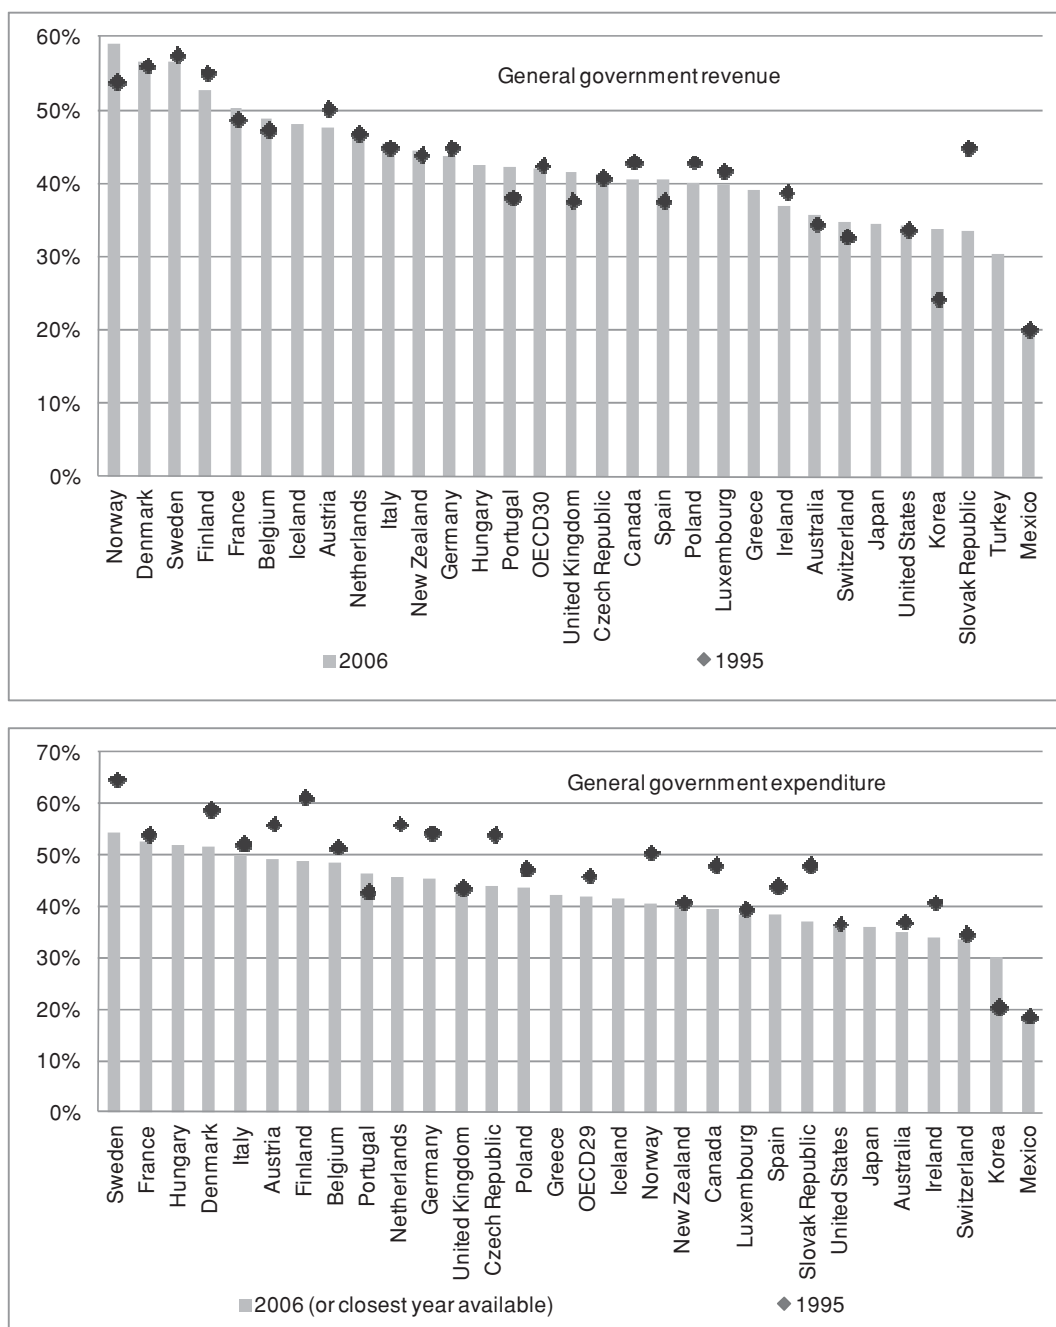 60%
General government revenue
50%
40%
30%
20%
10%
0%
Norway
Denmark
Sweden
Finland
France
Belgium
Iceland
Austria
Netherlands
Italy
New Zealand
Germany
Hungary
Portugal
OECD30
United Kingdom
Czech Republic
Canada
Spain
Poland
Luxembourg
Greece
Ireland
Australia
Switzerland
Japan
United States
Korea
Slovak Republic
Turkey
Mexico
2006 1995
70%
General government expenditure
60%
50%
40%
30%
20%
10%
0%
Sweden
France
Hungary
Denmark
Italy
Austria
Finland
Belgium
Portugal
Netherlands
Germany
United Kingdom
Czech Republic
Poland
Greece
OECD29
Iceland
Norway
New Zealand
Canada
Luxembourg
Spain
Slovak Republic
United States
Japan
Australia
Ireland
Switzerland
Korea
Mexico
2006 (or closest year available) 1995